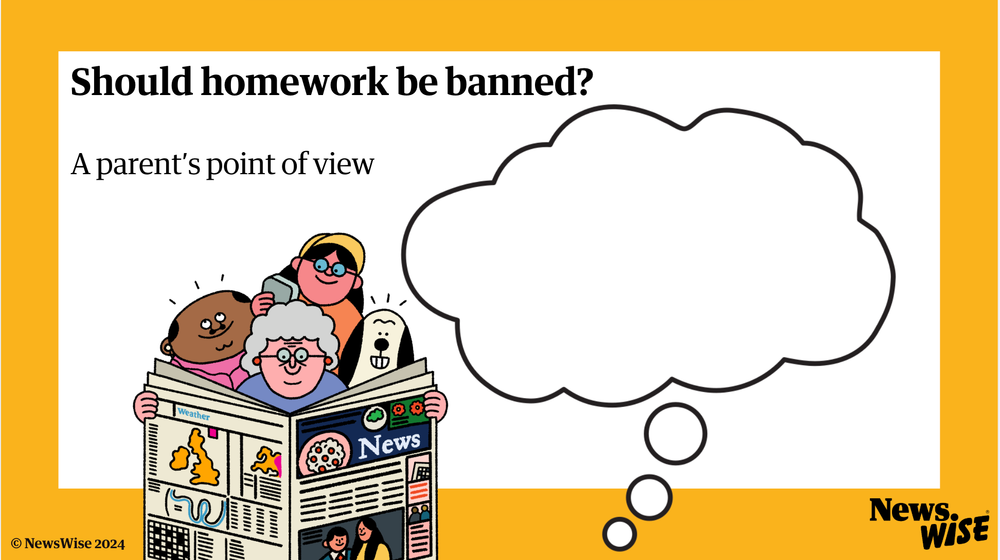 Should homework be banned?
A parent’s point of view
Weather
News
© NewsWise 2024
News.
WiSE
®